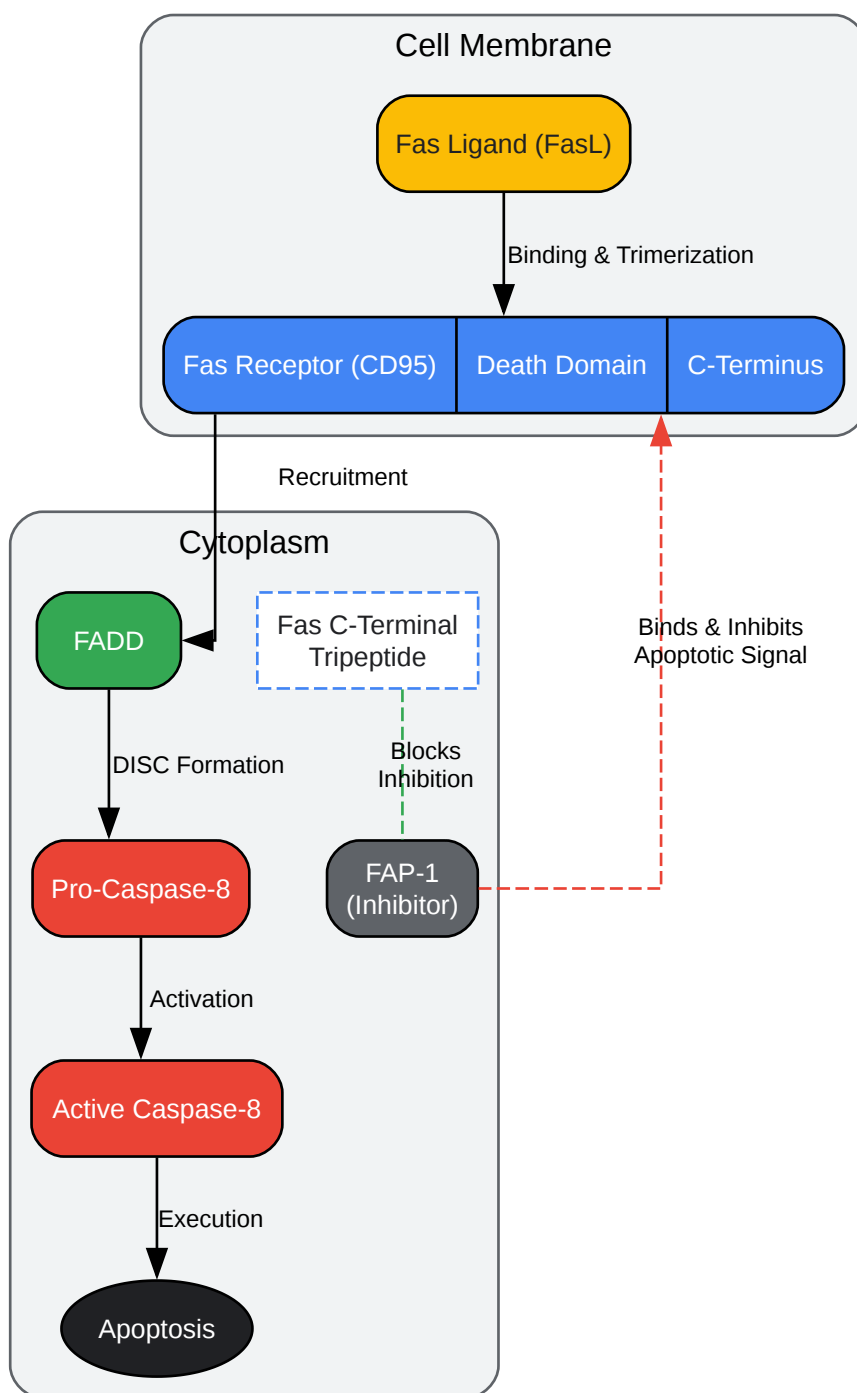 Cell Membrane
Fas Ligand (FasL)
Binding & Trimerization
Fas Receptor (CD95)
Death Domain
C-Terminus
Recruitment
Cytoplasm
FADD
Fas C-Terminal
Tripeptide
Binds & Inhibits
Apoptotic Signal
DISC Formation
Blocks
Inhibition
Pro-Caspase-8
FAP-1
(Inhibitor)
Activation
Active Caspase-8
Execution
Apoptosis